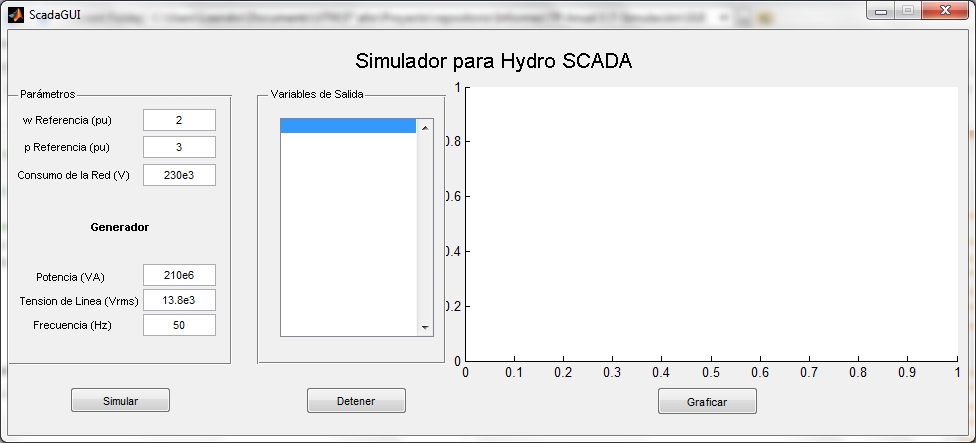 ScadaGUI
Simulador para Hydro SCADA
Parámetros
w Referencia (pu) 2
p Referencia (pu) 3
Consumo de la Red (V) 230e3
Generador
Potencia (VA) 210e6
Tension de Linea (Vrms) 13.8e3
Frecuencia (Hz) 50
Simular
Variables de Salida
Detener
1
0.8
0.6
0.4
0.2
0
0 0.1 0.2 0.3 0.4 0.5 0.6 0.7 0.8 0.9 1
Graficar